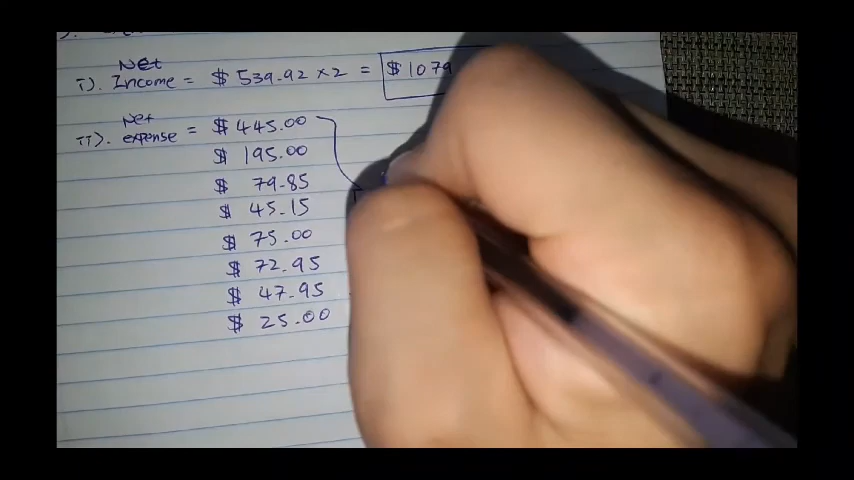 Net
I). Income = $ 539.92 x 2 = $ 1079
Net
II). expense = $ 445.00
$ 195.00
$ 79.85
$ 45.15
$ 75.00
$ 72.95
$ 47.95
$ 25.00